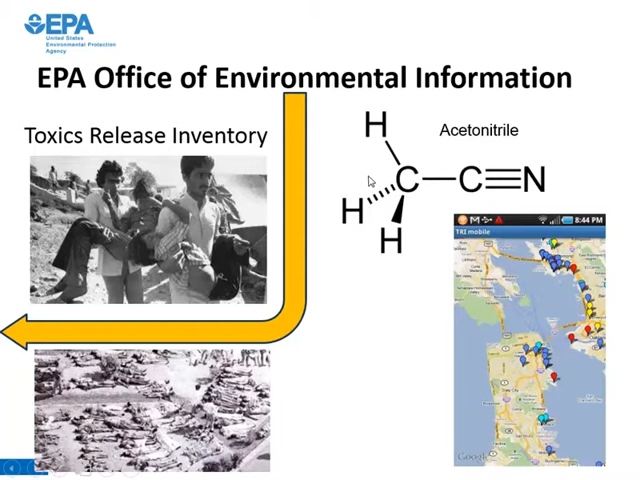 EPA
United States
Environmental Protection
Agency
EPA Office of Environmental Information
Toxics Release Inventory
Acetonitrile
H
C
C
N
H
H
8:44 PM
TRI mobile
Google